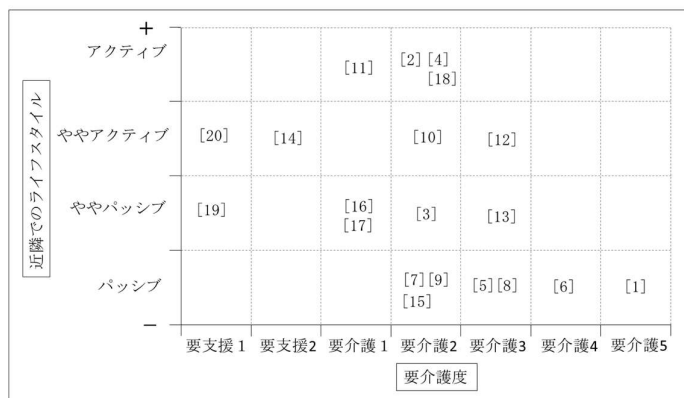 +
アクティブ
[11]
[2] [4]
[18]
ややアクティブ
[20]
[14]
[10]
[12]
ややパッシブ
[19]
[16]
[17]
[3]
[13]
パッシブ
[7][9]
[15]
[5][8]
[6]
[1]
−
近隣でのライフスタイル
要支援1
要支援2
要介護1
要介護2
要介護3
要介護4
要介護5
要介護度